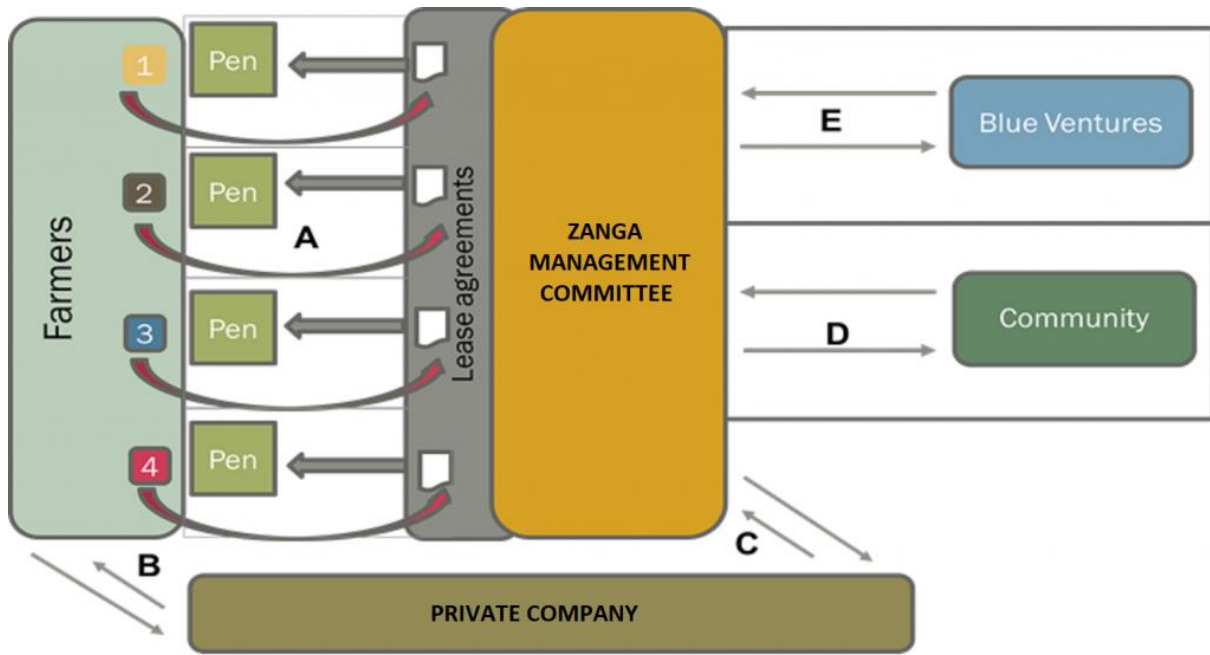 Farmers
1
Pen
2
Pen
A
3
Pen
4
Pen
Lease agreements
ZANGA
MANAGEMENT
COMMITTEE
E
Blue Ventures
D
Community
B
C
PRIVATE COMPANY